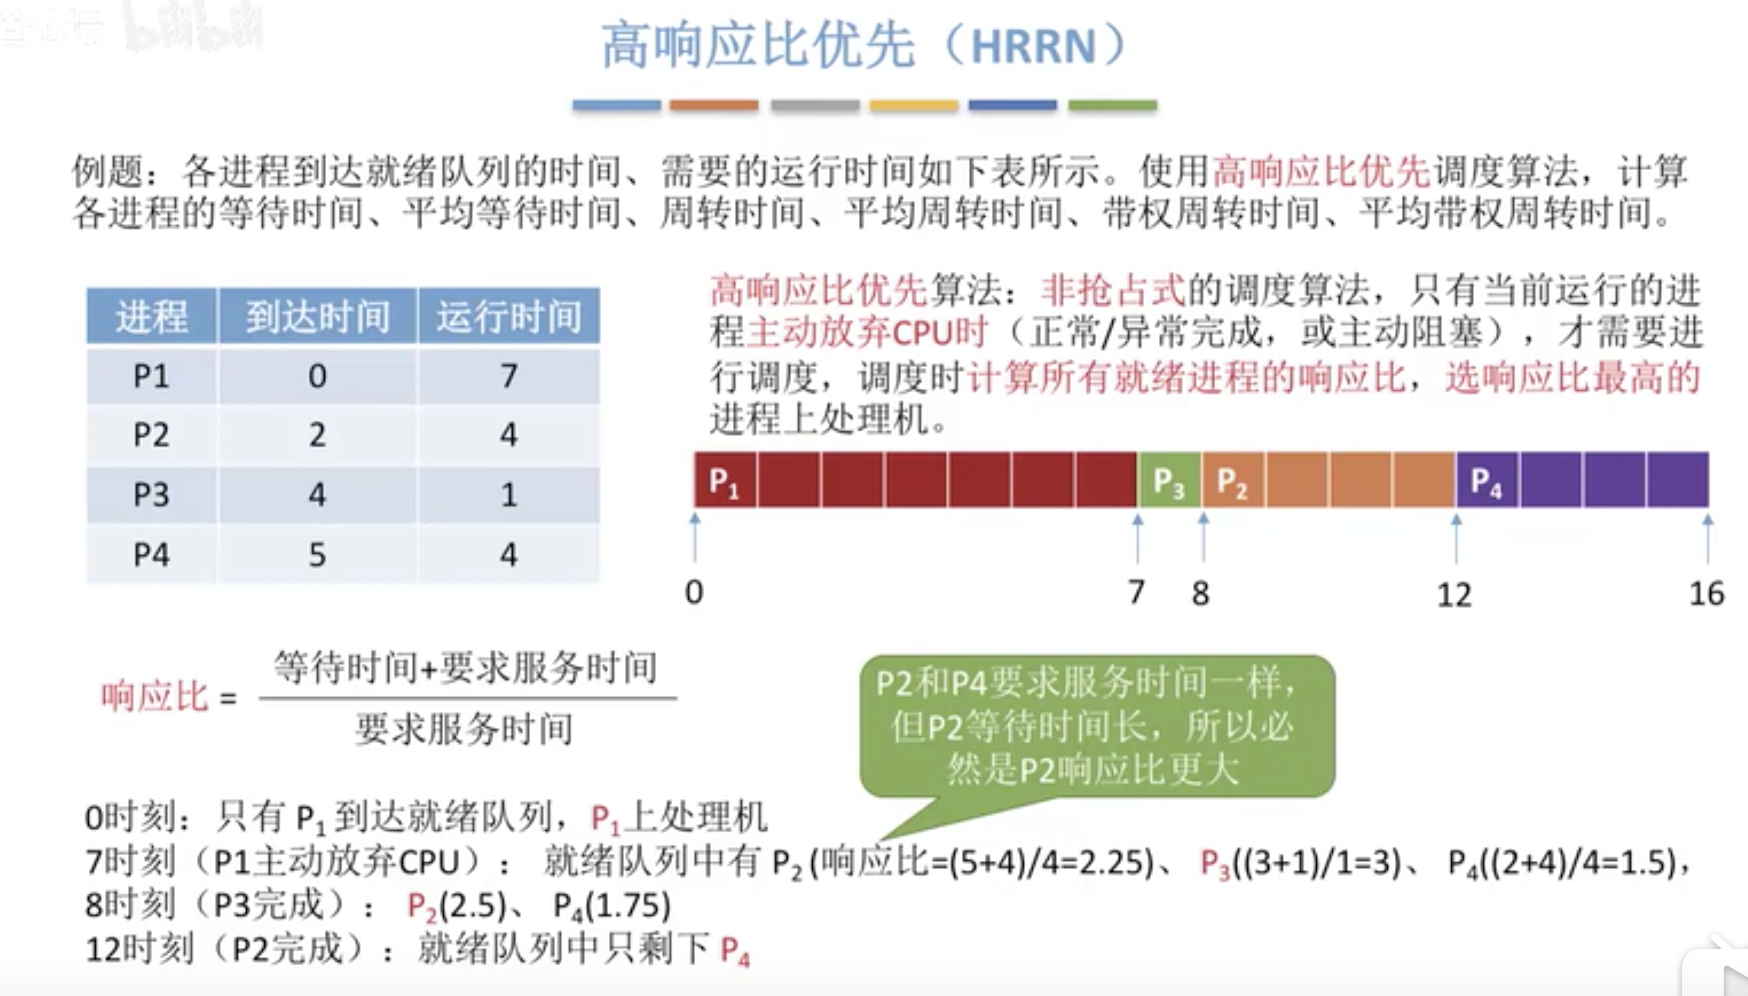 bilibili
高响应比优先（HRRN）
例题：各进程到达就绪队列的时间、需要的运行时间如下表所示。使用高响应比优先调度算法，计算
各进程的等待时间、平均等待时间、周转时间、平均周转时间、带权周转时间、平均带权周转时间。
进程 到达时间 运行时间
P1 0 7
P2 2 4
P3 4 1
P4 5 4
高响应比优先算法：非抢占式的调度算法，只有当前运行的进
程主动放弃CPU时（正常/异常完成，或主动阻塞），才需要进
行调度，调度时计算所有就绪进程的响应比，选响应比最高的
进程上处理机。
P₁ P₃ P₂ P₄
0 7 8 12 16
等待时间+要求服务时间
响应比 =
要求服务时间
P2和P4要求服务时间一样，
但P2等待时间长，所以必
然是P2响应比更大
0时刻：只有 P₁ 到达就绪队列，P₁上处理机
7时刻（P1主动放弃CPU）： 就绪队列中有 P₂ (响应比=(5+4)/4=2.25)、 P₃((3+1)/1=3)、 P₄((2+4)/4=1.5)，
8时刻（P3完成）： P₂(2.5)、 P₄(1.75)
12时刻（P2完成）：就绪队列中只剩下 P₄